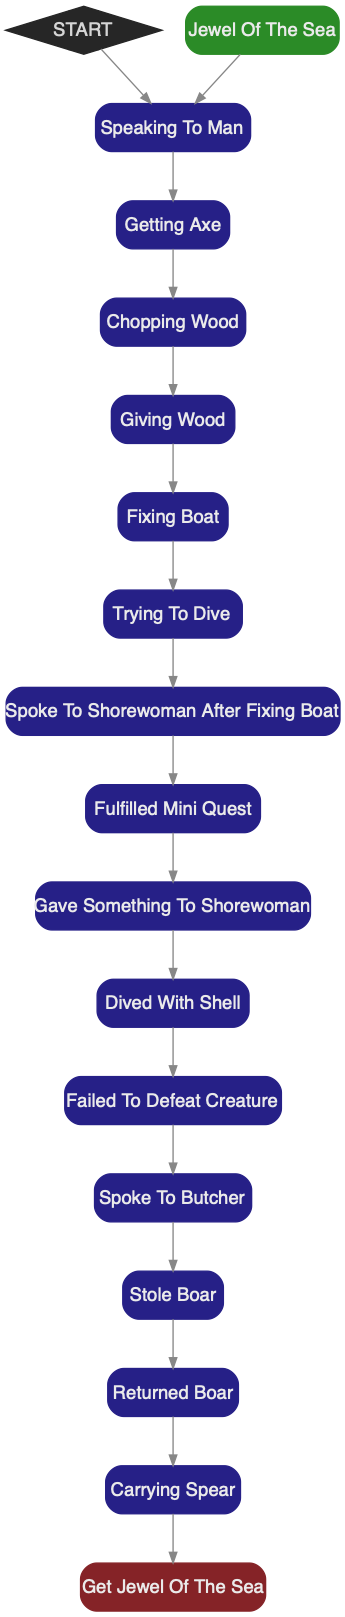 START
Jewel Of The Sea
Speaking To Man
Getting Axe
Chopping Wood
Giving Wood
Fixing Boat
Trying To Dive
Spoke To Shorewoman After Fixing Boat
Fulfilled Mini Quest
Gave Something To Shorewoman
Dived With Shell
Failed To Defeat Creature
Spoke To Butcher
Stole Boar
Returned Boar
Carrying Spear
Get Jewel Of The Sea